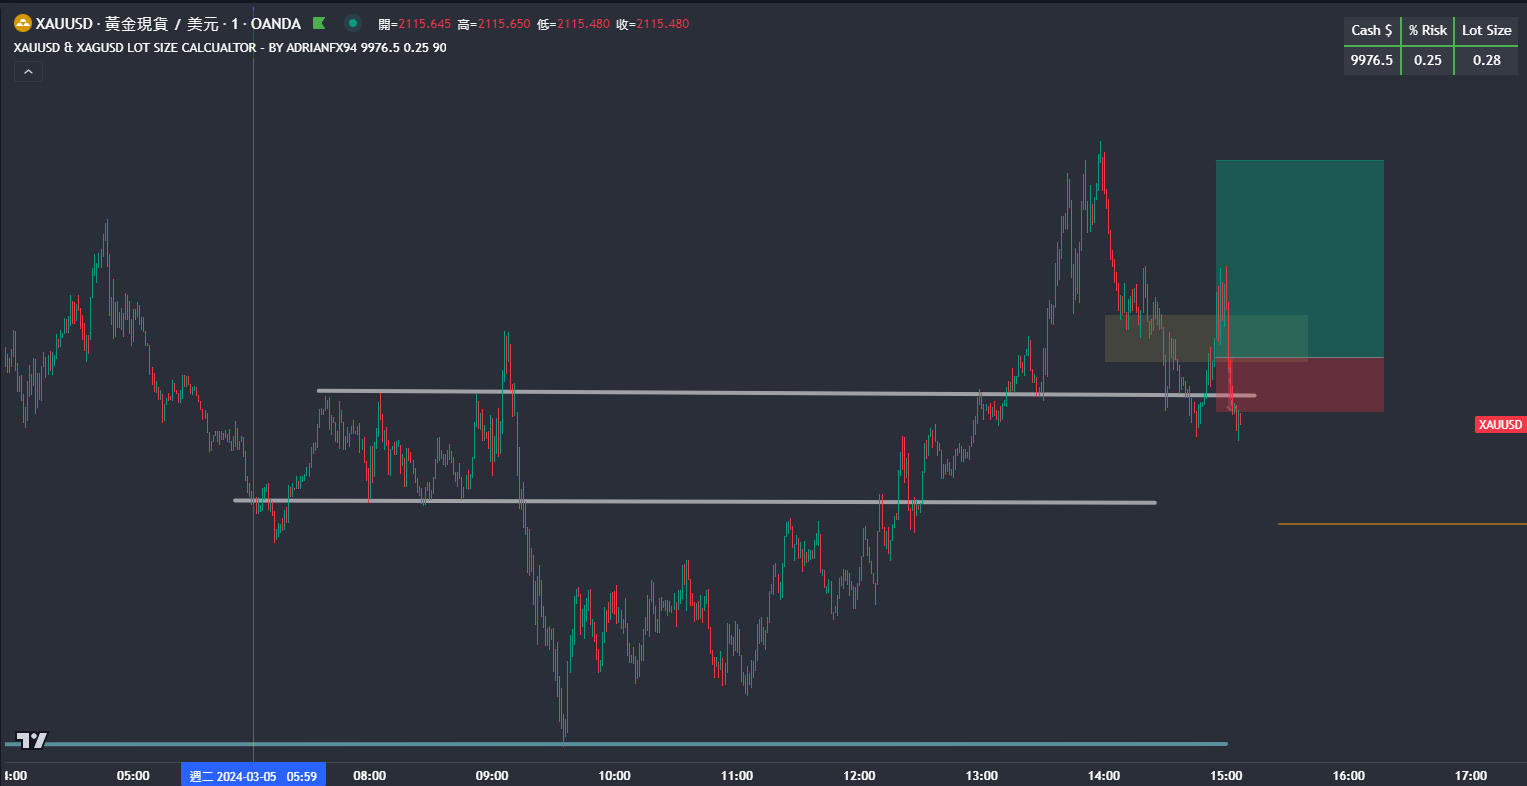 XAUUSD · 黃金現貨 / 美元 · 1 · OANDA 開=2115.645 高=2115.650 低=2115.480 收=2115.480
XAUUSD & XAGUSD LOT SIZE CALCUALTOR - BY ADRIANFX94 9976.5 0.25 90
Cash $ % Risk Lot Size
9976.5 0.25 0.28
XAUUSD
4:00 05:00 週二 2024-03-05 05:59 08:00 09:00 10:00 11:00 12:00 13:00 14:00 15:00 16:00 17:00